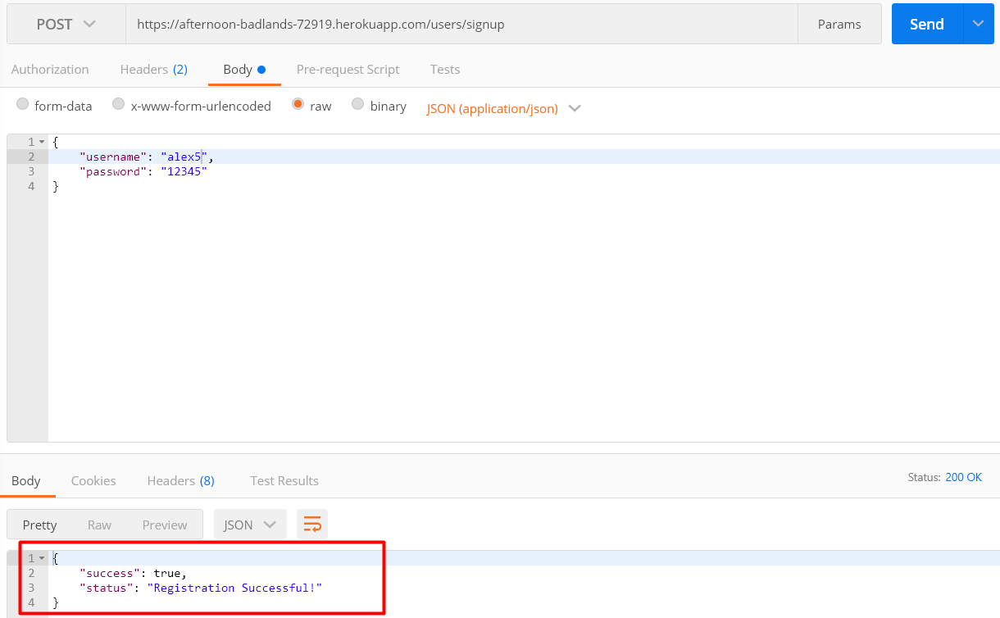 POST https://afternoon-badlands-72919.herokuapp.com/users/signup Params Send
Authorization Headers (2) Body Pre-request Script Tests
form-data x-www-form-urlencoded raw binary JSON (application/json)
1 {
2 "username": "alex5",
3 "password": "12345"
4 }
Body Cookies Headers (8) Test Results Status: 200 OK
Pretty Raw Preview JSON
1 {
2 "success": true,
3 "status": "Registration Successful!"
4 }